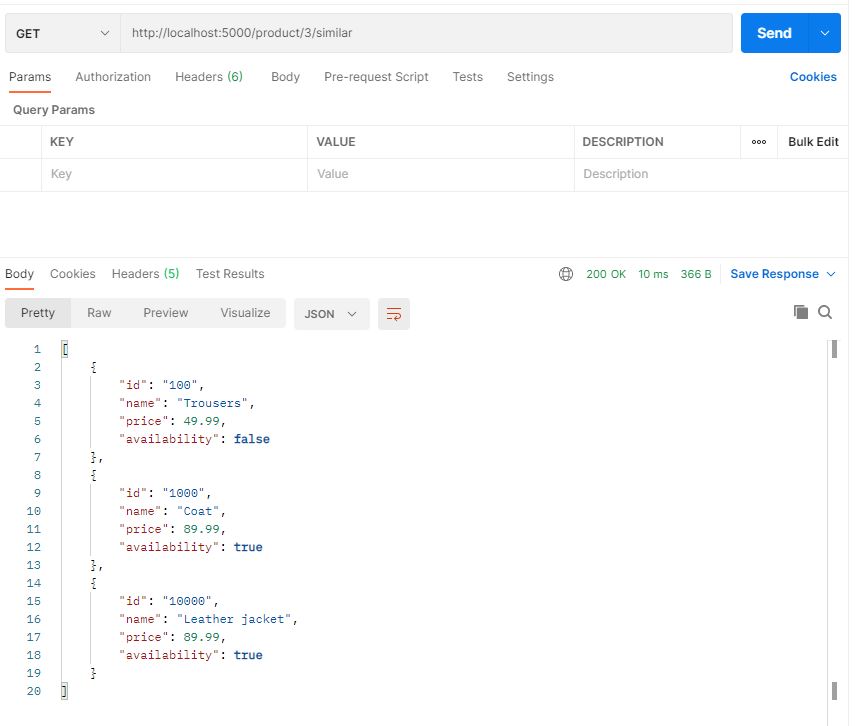 GET http://localhost:5000/product/3/similar Send
Params Authorization Headers (6) Body Pre-request Script Tests Settings Cookies
Query Params
KEY VALUE DESCRIPTION ooo Bulk Edit
Key Value Description
Body Cookies Headers (5) Test Results 200 OK 10 ms 366 B Save Response
Pretty Raw Preview Visualize JSON
1 [
2 {
3 "id": "100",
4 "name": "Trousers",
5 "price": 49.99,
6 "availability": false
7 },
8 {
9 "id": "1000",
10 "name": "Coat",
11 "price": 89.99,
12 "availability": true
13 },
14 {
15 "id": "10000",
16 "name": "Leather jacket",
17 "price": 89.99,
18 "availability": true
19 }
20 ]